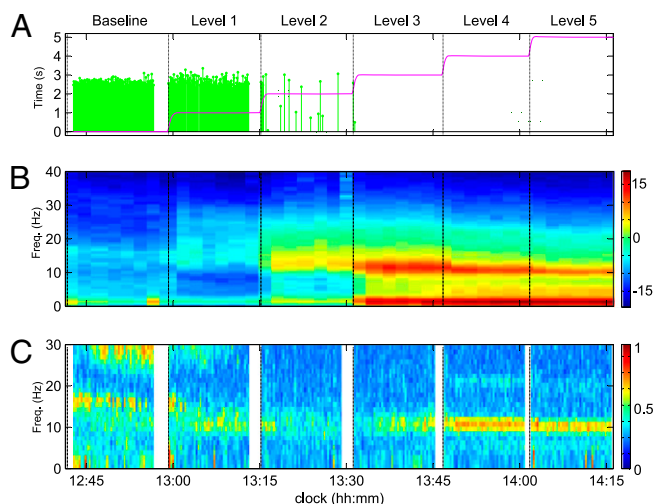 A
Baseline Level 1 Level 2 Level 3 Level 4 Level 5
Time (s)
5
4
3
2
1
0
B
Freq. (Hz)
40
30
20
10
0
15
0
-15
C
Freq. (Hz)
30
20
10
0
1
0.5
0
12:45 13:00 13:15 13:30 13:45 14:00 14:15
clock (hh:mm)